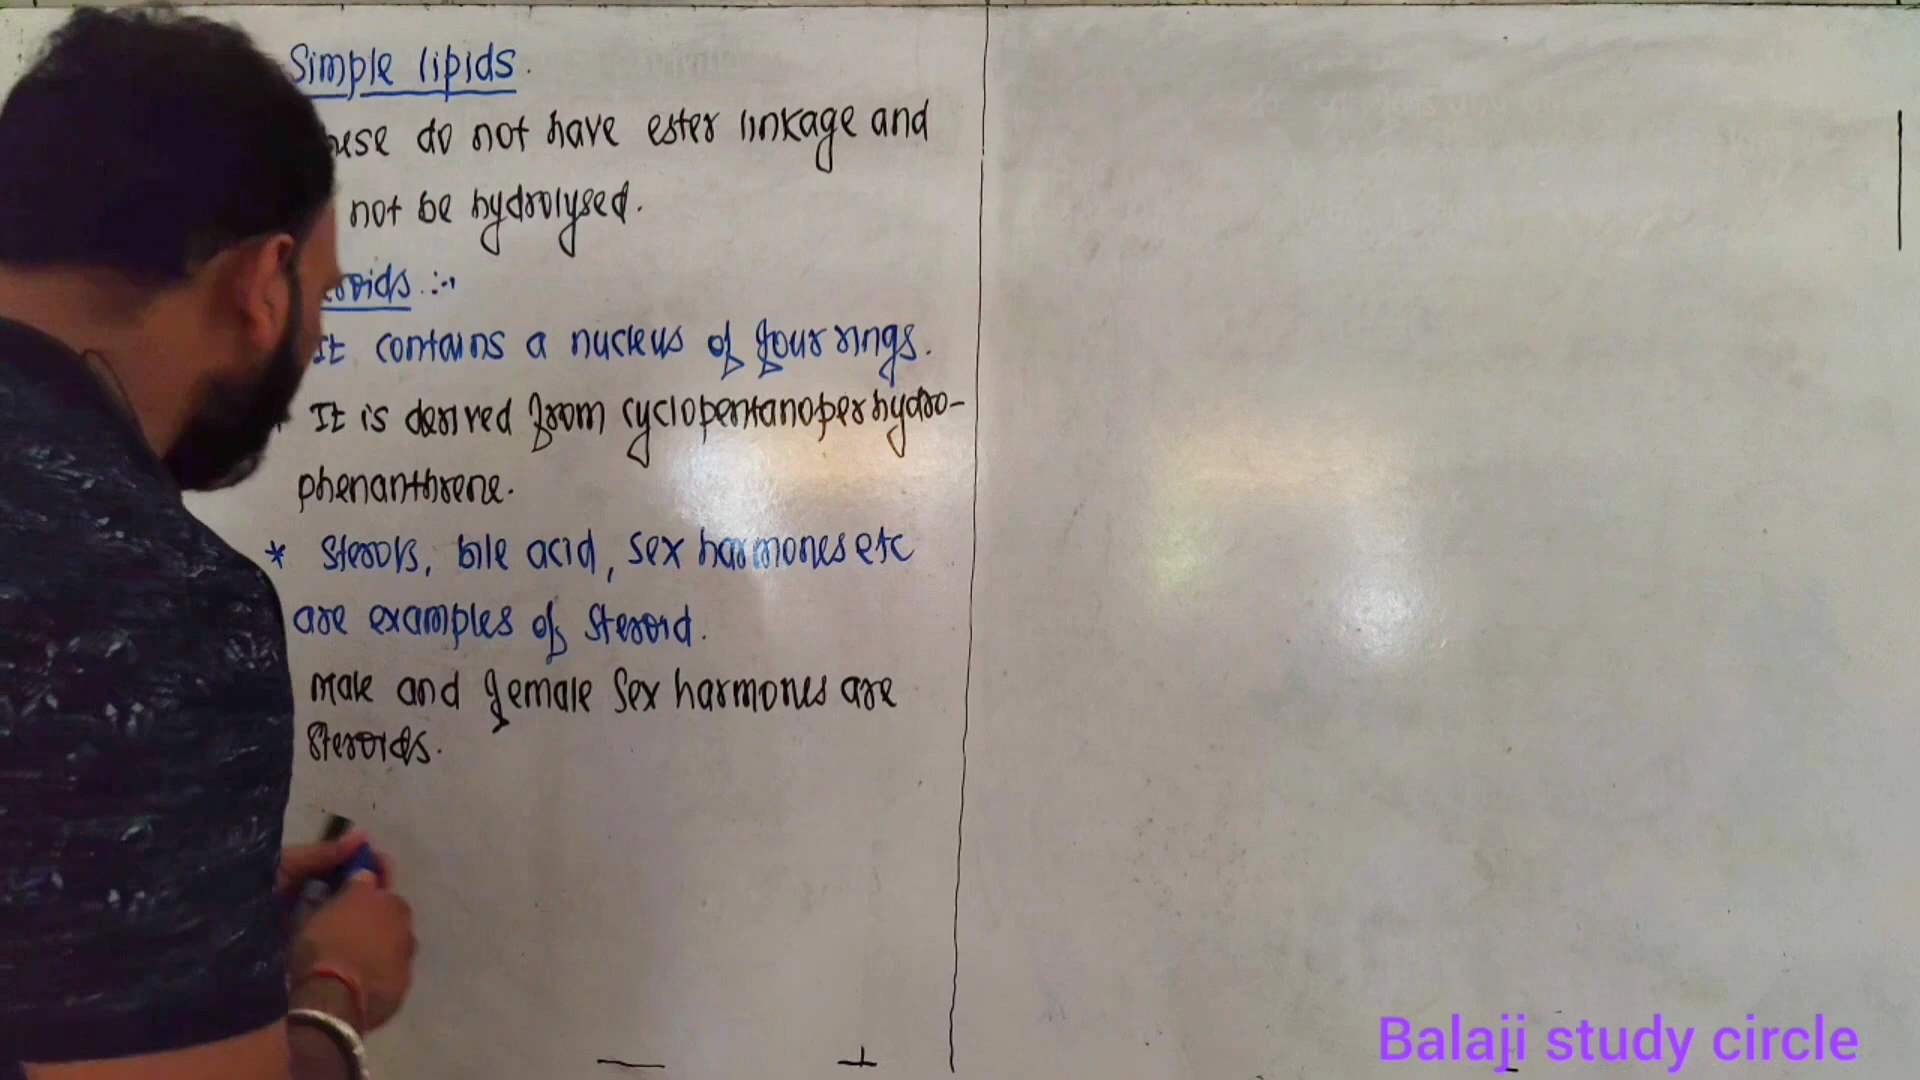 Simple lipids.
do not have ester linkage and
not be hydrolysed.
:-
It contains a nucleus of four rings.
It is derived from cyclopentanoperhydro-
phenanthrene.
* Sterols, bile acid, sex harmones etc
are examples of steroid.
male and female sex harmones are
Steroids.
Balaji study circle